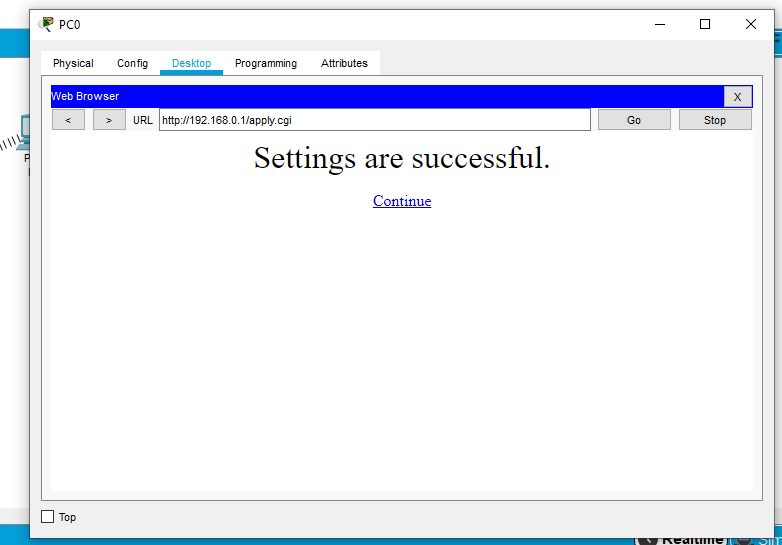 PC0
Physical Config Desktop Programming Attributes
Web Browser X
< > URL http://192.168.0.1/apply.cgi Go Stop
Settings are successful.
Continue
Top
P
Realtime
Sim